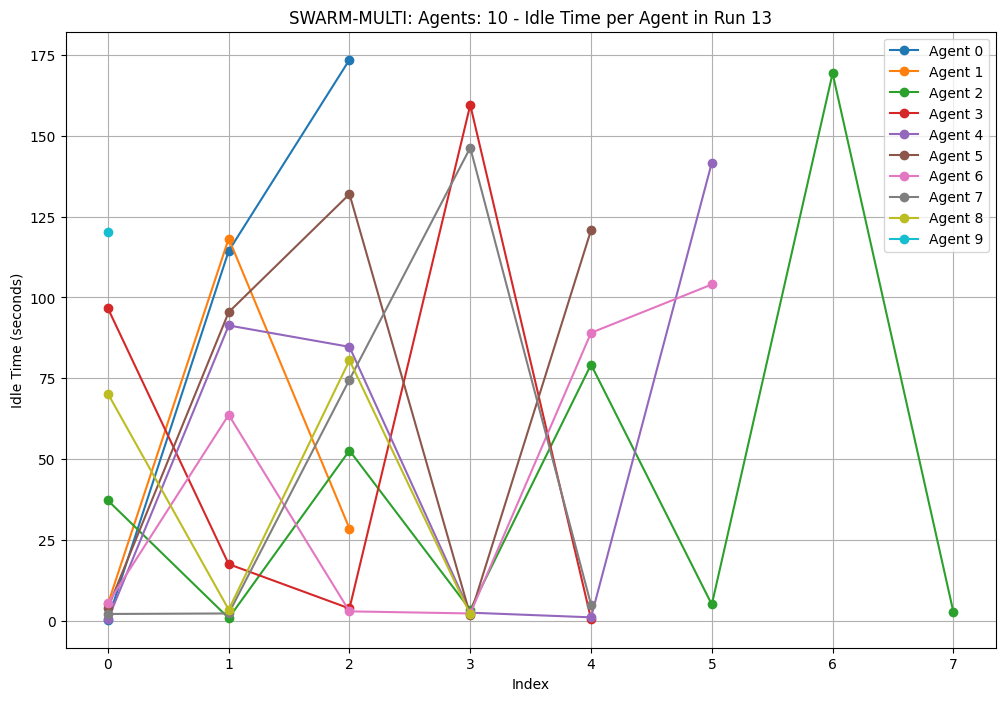 SWARM-MULTI: Agents: 10 - Idle Time per Agent in Run 13
Idle Time (seconds)
175
150
125
100
75
50
25
0
0 1 2 3 4 5 6 7
Index
Agent 0
Agent 1
Agent 2
Agent 3
Agent 4
Agent 5
Agent 6
Agent 7
Agent 8
Agent 9